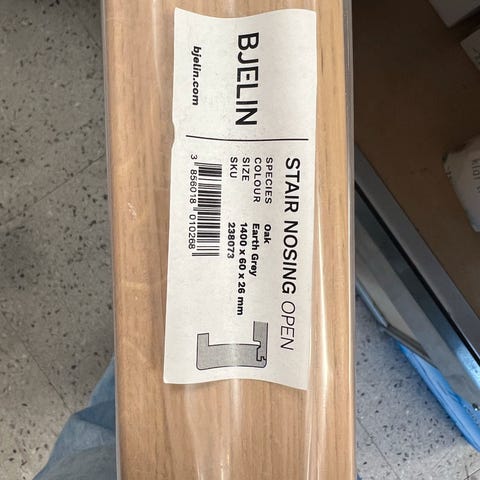 BJELIN
bjelin.com
STAIR NOSING OPEN
SPECIES Oak
COLOUR Earth Grey
SIZE 1400 x 60 x 26 mm
SKU 238073
3 856018 010268